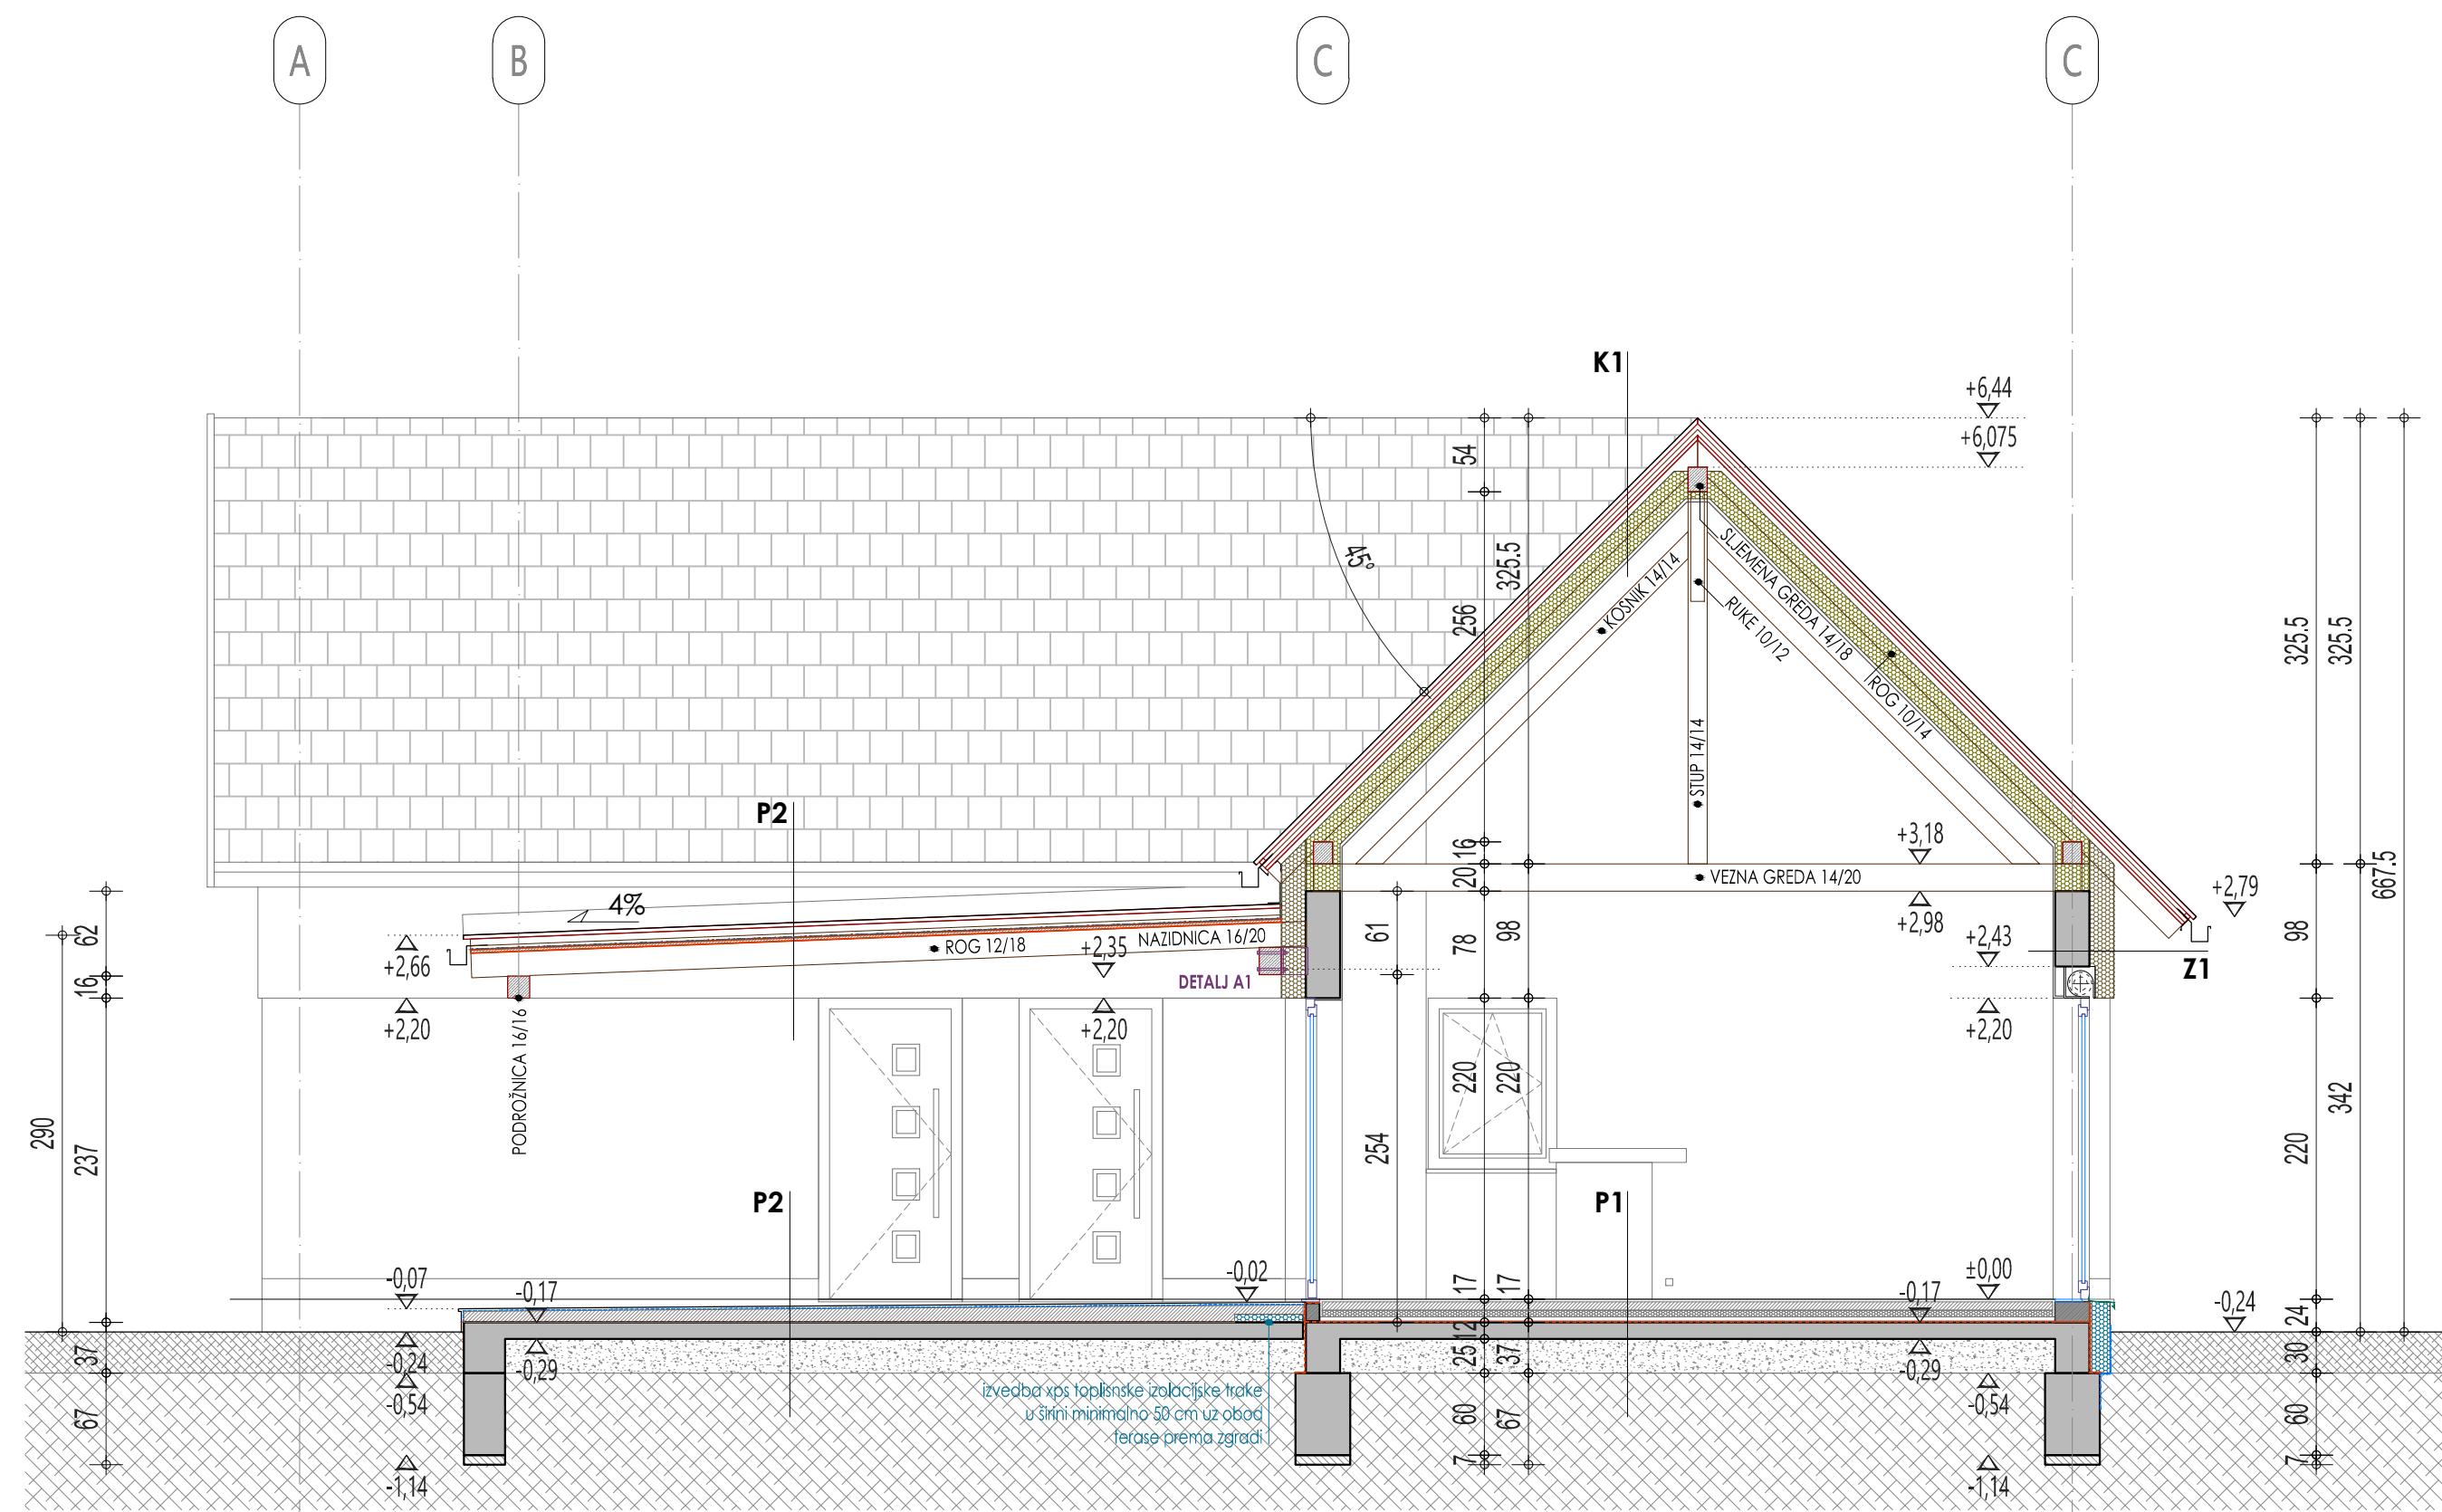 A
B
C
C
K1
+6,44
+6,075
54
325.5
256
45°
KOSNIK 14/14
SLJEMENA GREDA 14/18
RUKE 10/12
ROG 10/14
STUP 14/14
325.5
325.5
667.5
P2
16
20
+3,18
VEZNA GREDA 14/20
+2,98
+2,79
4%
62
16
+2,66
+2,20
ROG 12/18
NAZIDNICA 16/20
+2,35
DETALJ A1
+2,20
61
78
98
+2,43
+2,20
Z1
98
PODROŽNICA 16/16
290
237
254
220
220
342
220
P2
P1
-0,07
-0,17
-0,02
17
17
±0,00
-0,17
-0,24
24
37
-0,24
-0,29
-0,54
12
25
37
-0,29
-0,54
30
izvedba xps toplisnske izolacijske trake
u širini minimalno 50 cm uz obod
terase prema zgradi
67
60
67
60
7
7
-1,14
-1,14